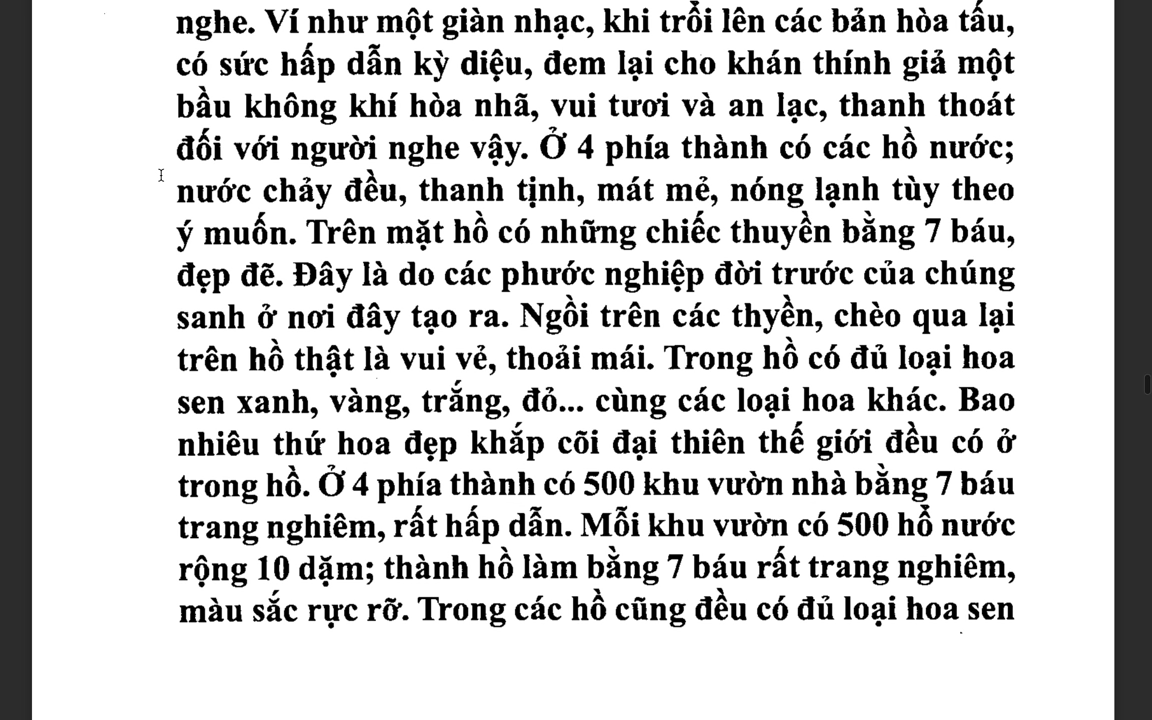 nghe. Ví như một giàn nhạc, khi trỗi lên các bản hòa tấu,
có sức hấp dẫn kỳ diệu, đem lại cho khán thính giả một
bầu không khí hòa nhã, vui tươi và an lạc, thanh thoát
đối với người nghe vậy. Ở 4 phía thành có các hồ nước;
nước chảy đều, thanh tịnh, mát mẻ, nóng lạnh tùy theo
ý muốn. Trên mặt hồ có những chiếc thuyền bằng 7 báu,
đẹp đẽ. Đây là do các phước nghiệp đời trước của chúng
sanh ở nơi đây tạo ra. Ngồi trên các thyền, chèo qua lại
trên hồ thật là vui vẻ, thoải mái. Trong hồ có đủ loại hoa
sen xanh, vàng, trắng, đỏ... cùng các loại hoa khác. Bao
nhiêu thứ hoa đẹp khắp cõi đại thiên thế giới đều có ở
trong hồ. Ở 4 phía thành có 500 khu vườn nhà bằng 7 báu
trang nghiêm, rất hấp dẫn. Mỗi khu vườn có 500 hồ nước
rộng 10 dặm; thành hồ làm bằng 7 báu rất trang nghiêm,
màu sắc rực rỡ. Trong các hồ cũng đều có đủ loại hoa sen